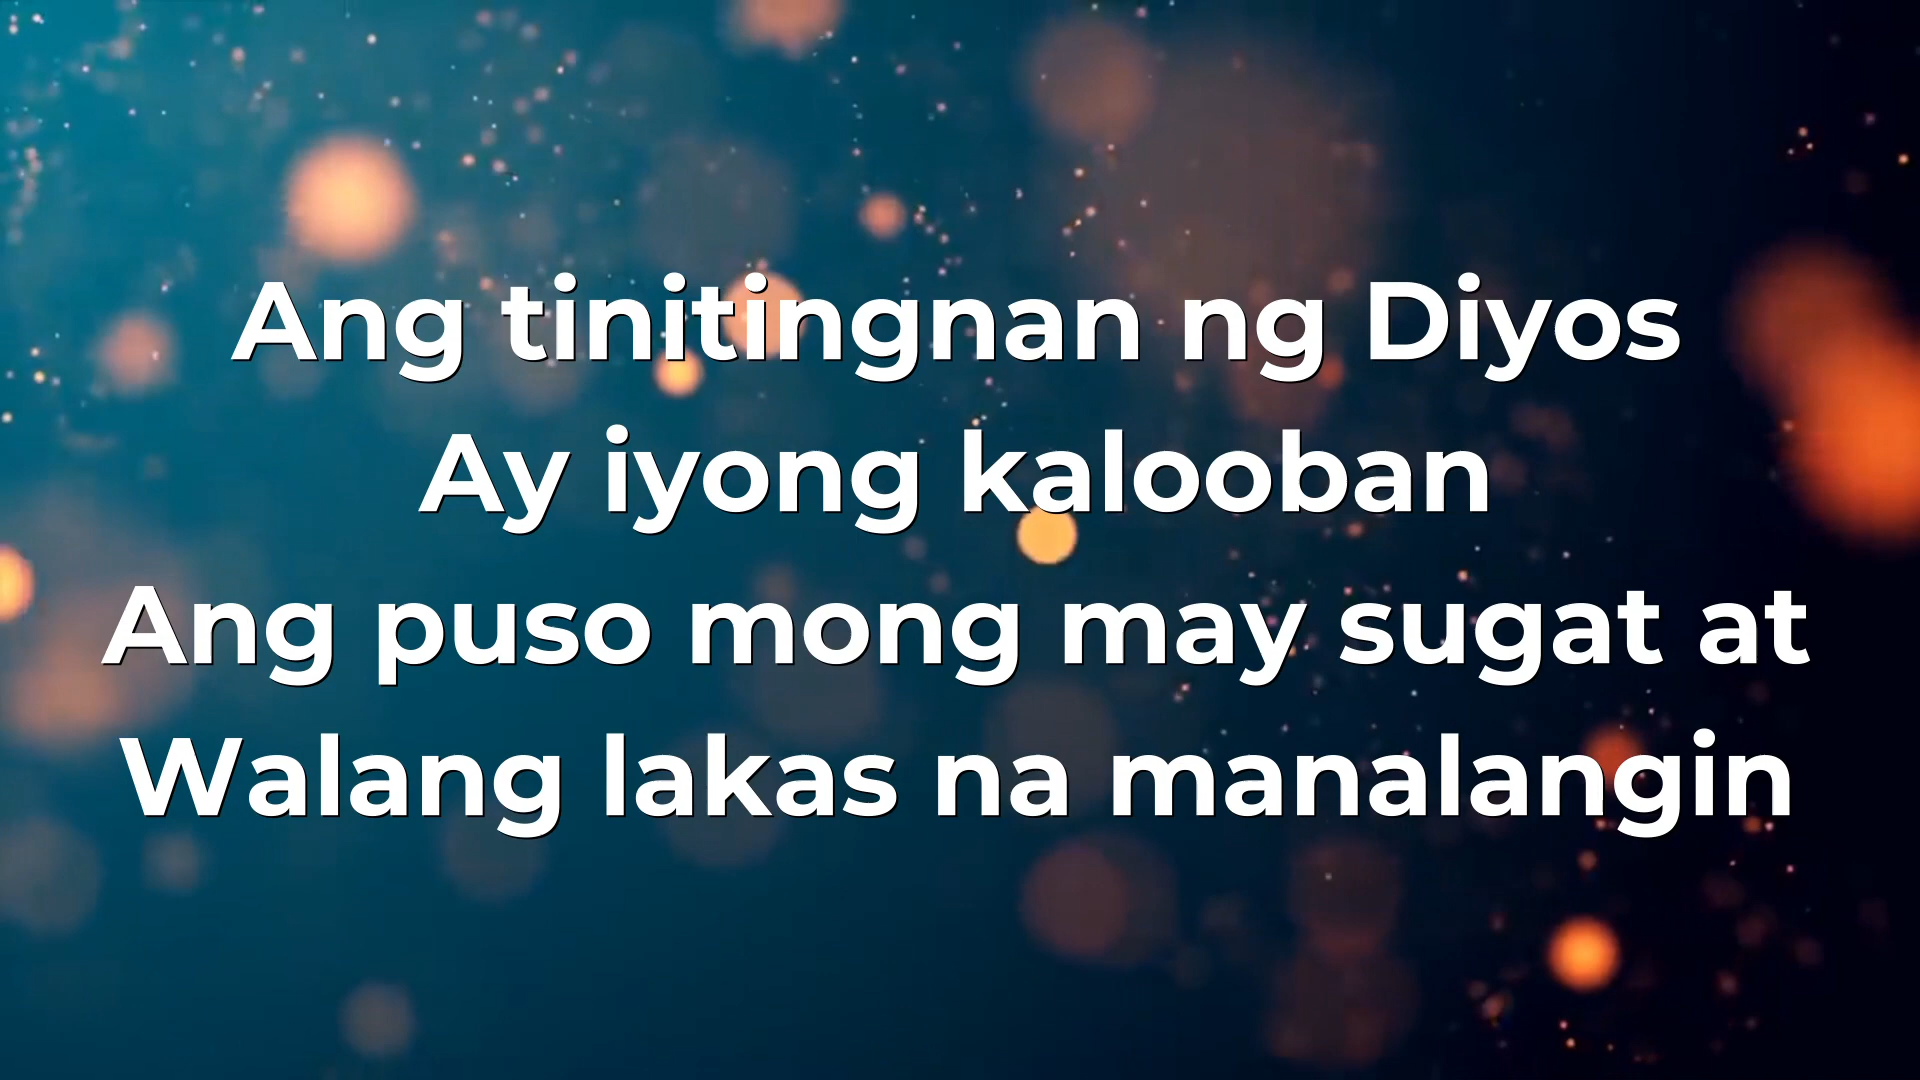 Ang tinitingnan ng Diyos
Ay iyong kalooban
Ang puso mong may sugat at
Walang lakas na manalangin